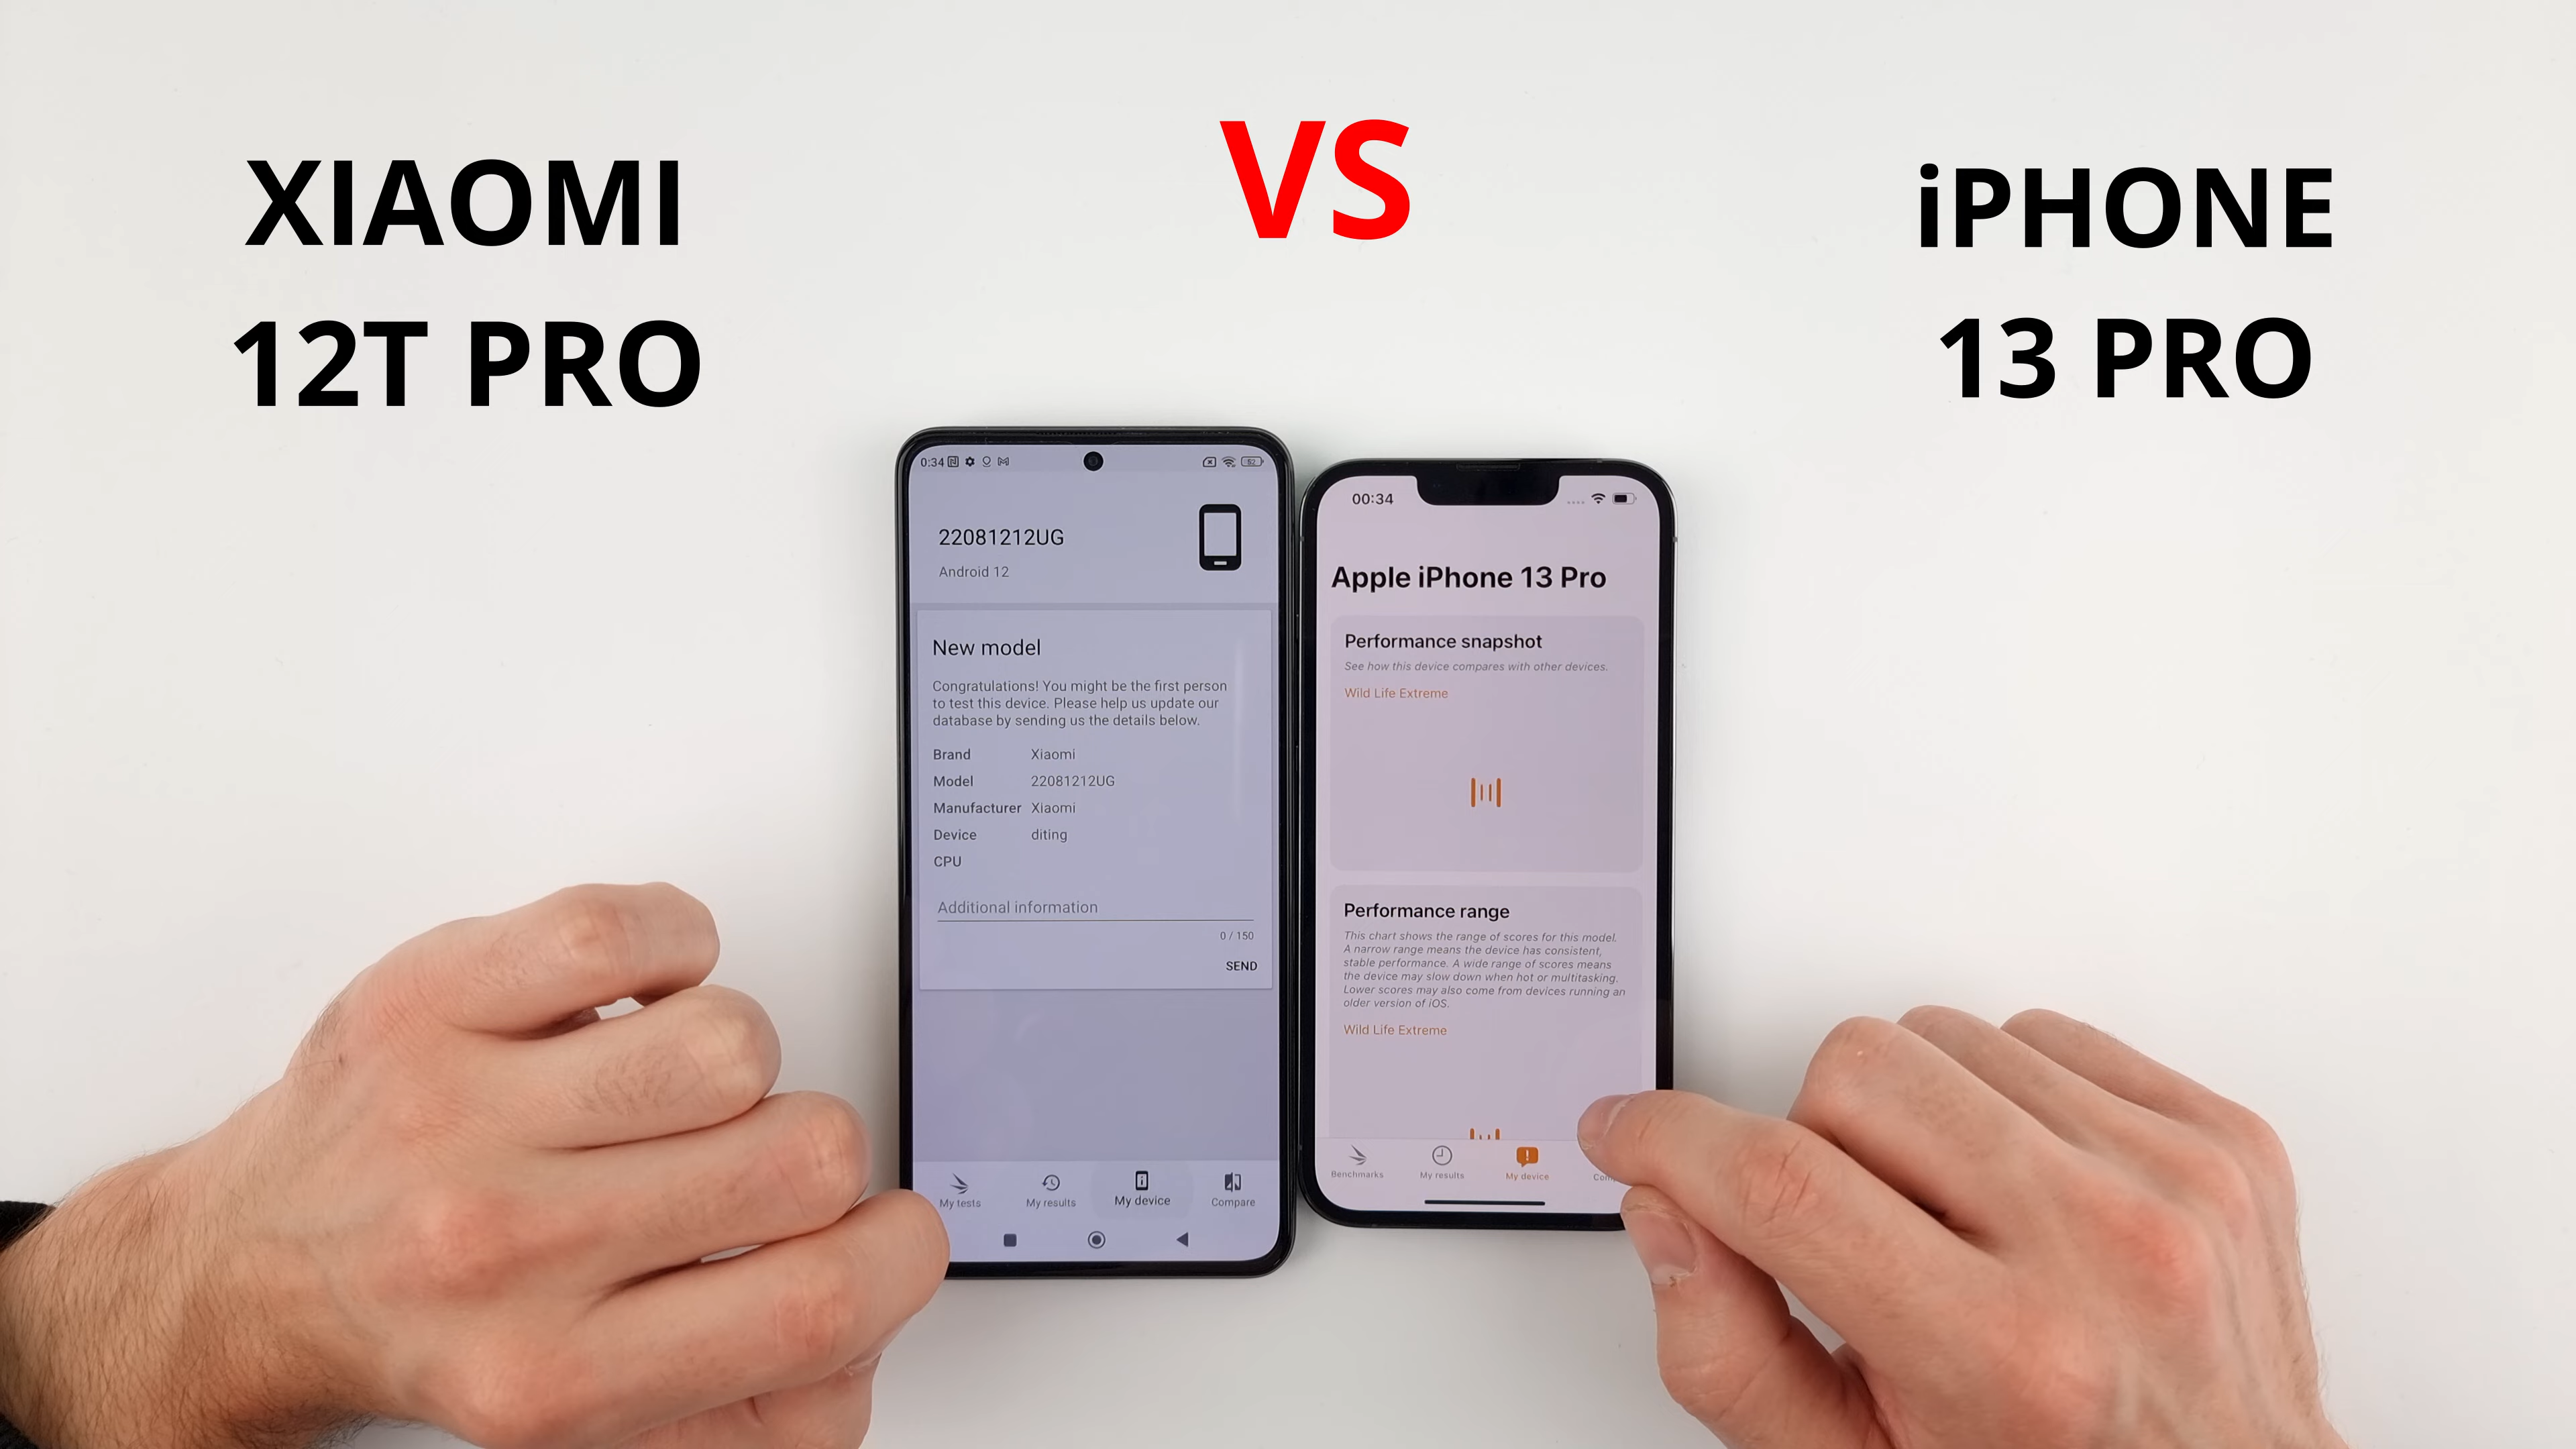 XIAOMI
12T PRO
VS
iPHONE
13 PRO
0:34
52
22081212UG
Android 12
New model
Congratulations! You might be the first person
to test this device. Please help us update our
database by sending us the details below.
Brand Xiaomi
Model 22081212UG
Manufacturer Xiaomi
Device diting
CPU
Additional information
0 / 150
SEND
My tests My results My device Compare
00:34
Apple iPhone 13 Pro
Performance snapshot
See how this device compares with other devices.
Wild Life Extreme
Performance range
This chart shows the range of scores for this model.
A narrow range means the device has consistent,
stable performance. A wide range of scores means
the device may slow down when hot or multitasking.
Lower scores may also come from devices running an
older version of iOS.
Wild Life Extreme
Benchmarks My results My device